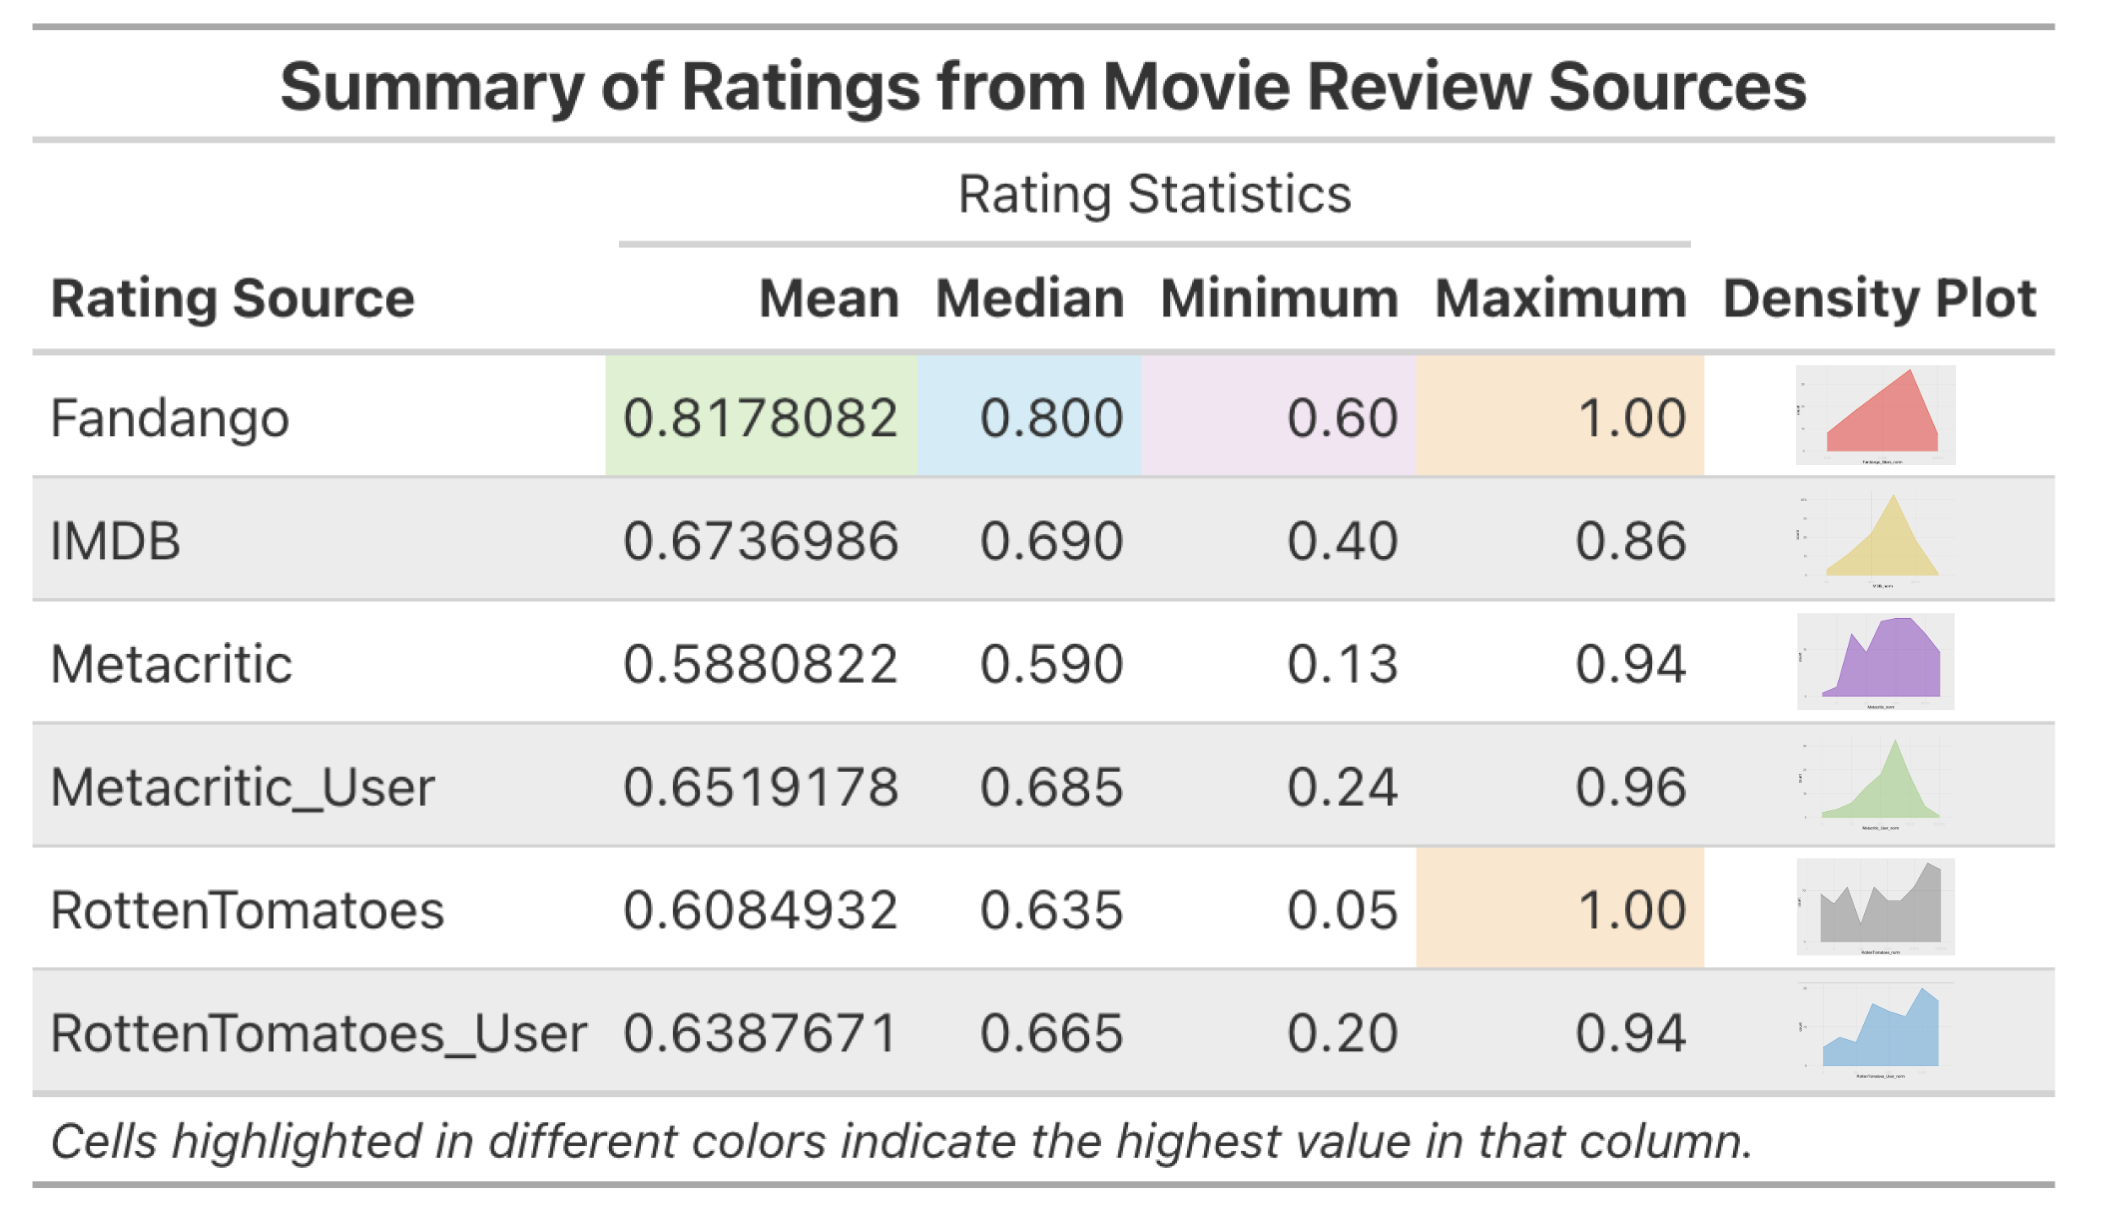 Summary of Ratings from Movie Review Sources
Rating Statistics
Rating Source Mean Median Minimum Maximum Density Plot
Fandango 0.8178082 0.800 0.60 1.00
IMDB 0.6736986 0.690 0.40 0.86
Metacritic 0.5880822 0.590 0.13 0.94
Metacritic_User 0.6519178 0.685 0.24 0.96
RottenTomatoes 0.6084932 0.635 0.05 1.00
RottenTomatoes_User 0.6387671 0.665 0.20 0.94
Cells highlighted in different colors indicate the highest value in that column.